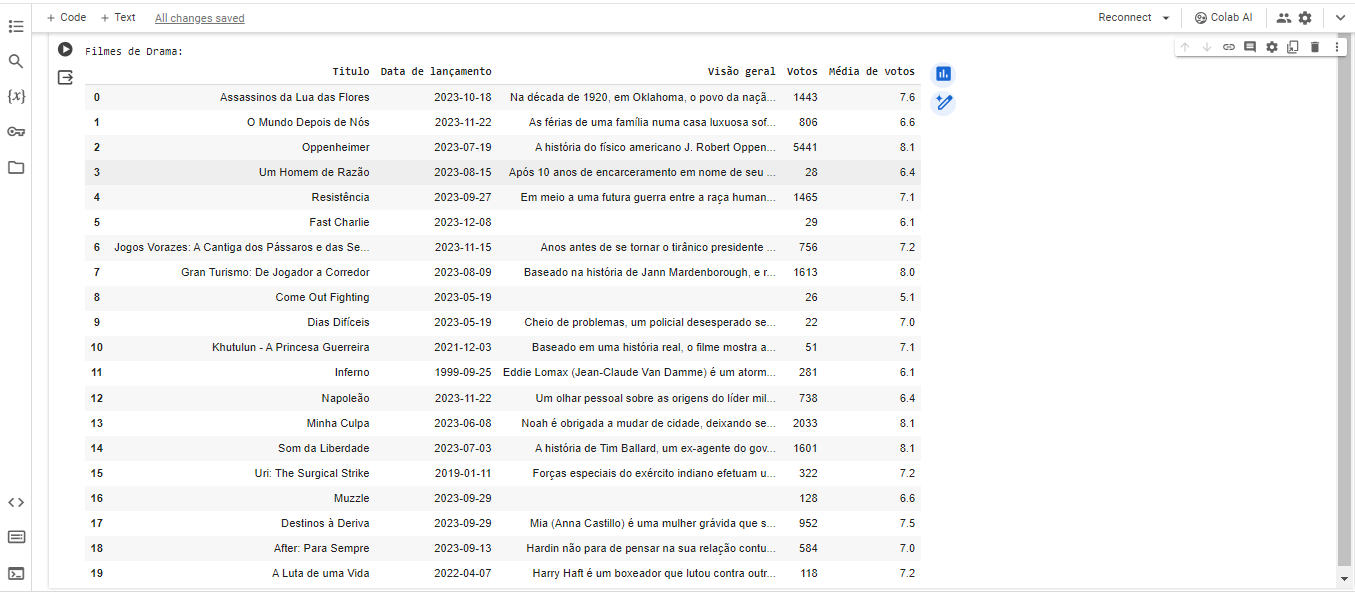 + Code + Text All changes saved Reconnect Colab AI
Filmes de Drama:
Titulo Data de lançamento Visão geral Votos Média de votos
0 Assassinos da Lua das Flores 2023-10-18 Na década de 1920, em Oklahoma, o povo da naçã... 1443 7.6
1 O Mundo Depois de Nós 2023-11-22 As férias de uma família numa casa luxuosa sof... 806 6.6
2 Oppenheimer 2023-07-19 A história do físico americano J. Robert Oppen... 5441 8.1
3 Um Homem de Razão 2023-08-15 Após 10 anos de encarceramento em nome de seu ... 28 6.4
4 Resistência 2023-09-27 Em meio a uma futura guerra entre a raça human... 1465 7.1
5 Fast Charlie 2023-12-08 29 6.1
6 Jogos Vorazes: A Cantiga dos Pássaros e das Se... 2023-11-15 Anos antes de se tornar o tirânico presidente ... 756 7.2
7 Gran Turismo: De Jogador a Corredor 2023-08-09 Baseado na história de Jann Mardenborough, e r... 1613 8.0
8 Come Out Fighting 2023-05-19 26 5.1
9 Dias Difíceis 2023-05-19 Cheio de problemas, um policial desesperado se... 22 7.0
10 Khutulun - A Princesa Guerreira 2021-12-03 Baseado em uma história real, o filme mostra a... 51 7.1
11 Inferno 1999-09-25 Eddie Lomax (Jean-Claude Van Damme) é um atorm... 281 6.1
12 Napoleão 2023-11-22 Um olhar pessoal sobre as origens do líder mil... 738 6.4
13 Minha Culpa 2023-06-08 Noah é obrigada a mudar de cidade, deixando se... 2033 8.1
14 Som da Liberdade 2023-07-03 A história de Tim Ballard, um ex-agente do gov... 1601 8.1
15 Uri: The Surgical Strike 2019-01-11 Forças especiais do exército indiano efetuam u... 322 7.2
16 Muzzle 2023-09-29 128 6.6
17 Destinos à Deriva 2023-09-29 Mia (Anna Castillo) é uma mulher grávida que s... 952 7.5
18 After: Para Sempre 2023-09-13 Hardin não para de pensar na sua relação contu... 584 7.0
19 A Luta de uma Vida 2022-04-07 Harry Haft é um boxeador que lutou contra outr... 118 7.2